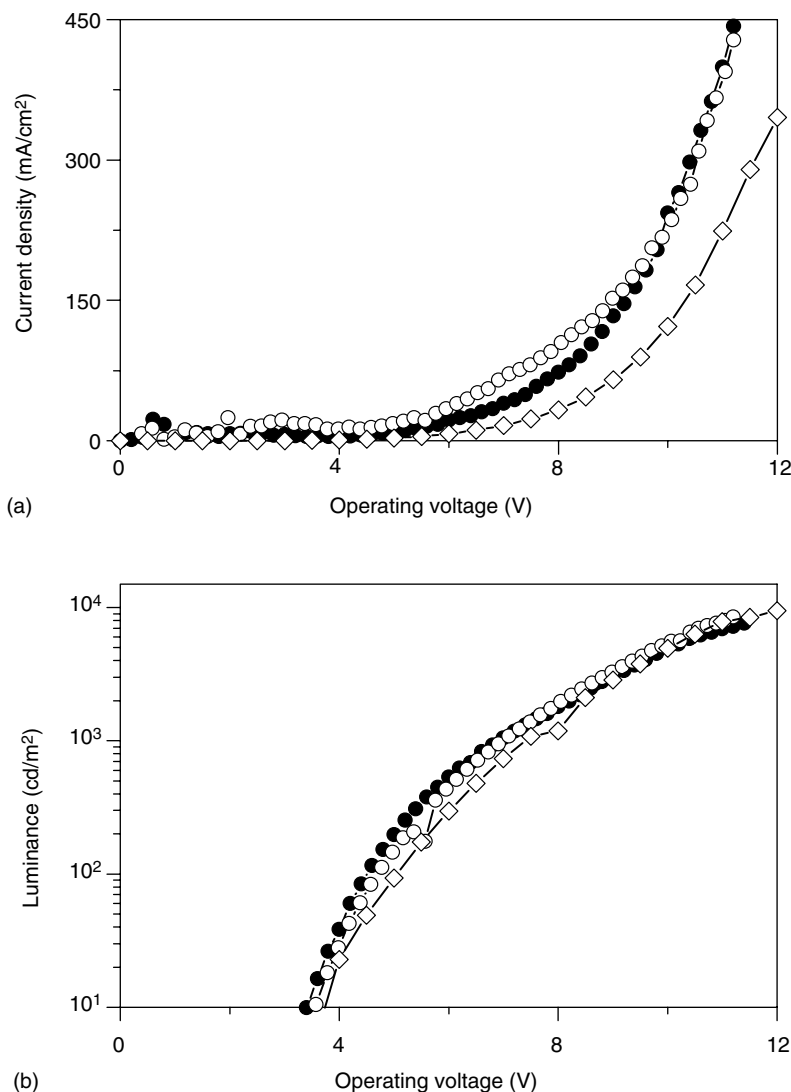 450
300
150
0
Current density (mA/cm²)
0 4 8 12
(a) Operating voltage (V)
10⁴
10³
10²
10¹
Luminance (cd/m²)
0 4 8 12
(b) Operating voltage (V)